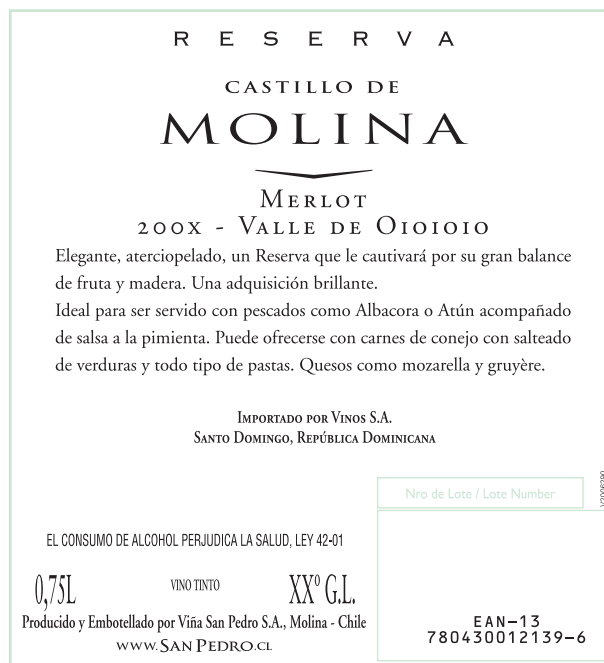 RESERVA
CASTILLO DE
MOLINA
MERLOT
200X - VALLE DE OIOIOIO
Elegante, aterciopelado, un Reserva que le cautivará por su gran balance
de fruta y madera. Una adquisición brillante.
Ideal para ser servido con pescados como Albacora o Atún acompañado
de salsa a la pimienta. Puede ofrecerse con carnes de conejo con salteado
de verduras y todo tipo de pastas. Quesos como mozarella y gruyère.
IMPORTADO POR VINOS S.A.
SANTO DOMINGO, REPÚBLICA DOMINICANA
Nro de Lote / Lote Number
EL CONSUMO DE ALCOHOL PERJUDICA LA SALUD, LEY 42-01
0,75L VINO TINTO XX° G.L.
Producido y Embotellado por Viña San Pedro S.A., Molina - Chile
WWW.SANPEDRO.CL
EAN-13
780430012139-6